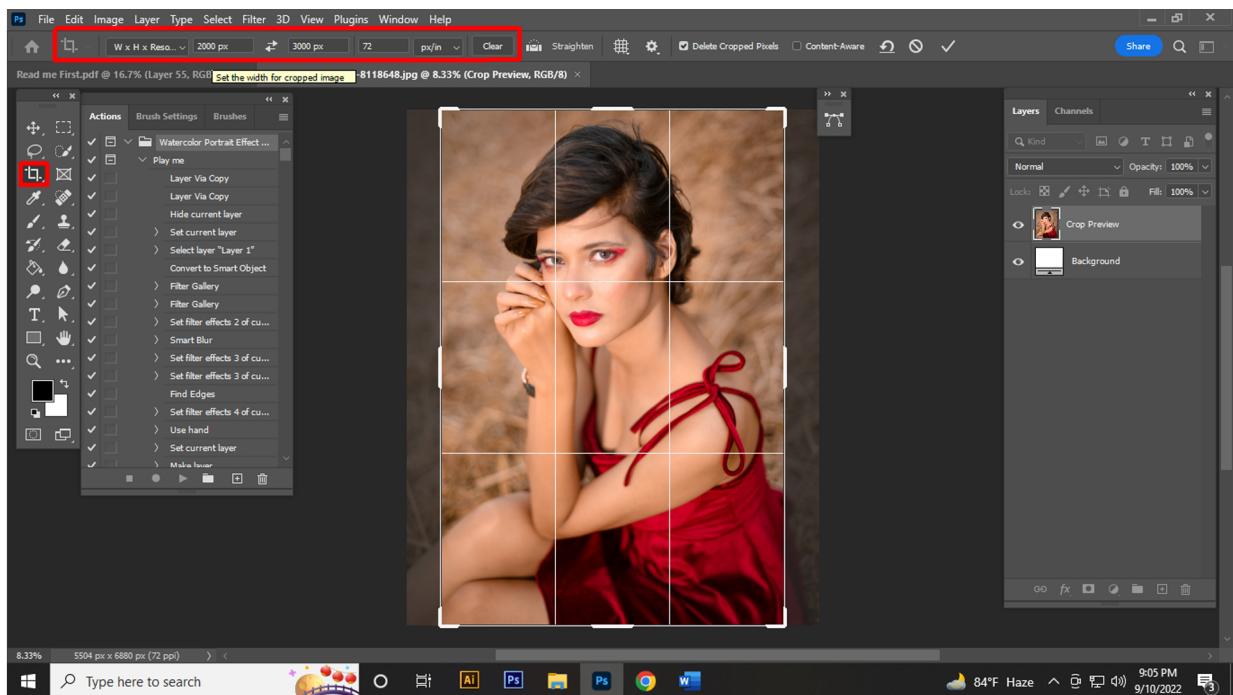 Ps File Edit Image Layer Type Select Filter 3D View Plugins Window Help
W x H x Reso... 2000 px 3000 px 72 px/in Clear Straighten Delete Cropped Pixels Content-Aware Share
Read me First.pdf @ 16.7% (Layer 55, RGB -8118648.jpg @ 8.33% (Crop Preview, RGB/8) ×
Set the width for cropped image
Actions Brush Settings Brushes
Watercolor Portrait Effect ...
Play me
Layer Via Copy
Layer Via Copy
Hide current layer
Set current layer
Select layer "Layer 1"
Convert to Smart Object
Filter Gallery
Filter Gallery
Set filter effects 2 of cu...
Smart Blur
Set filter effects 3 of cu...
Set filter effects 3 of cu...
Find Edges
Set filter effects 4 of cu...
Use hand
Set current layer
Make layer
Layers Channels
Kind
Normal Opacity: 100%
Lock: Fill: 100%
Crop Preview
Background
fx
8.33% 5504 px x 6880 px (72 ppi)
Type here to search
Ai Ps Ps W
84°F Haze
9:05 PM
9/10/2022
3